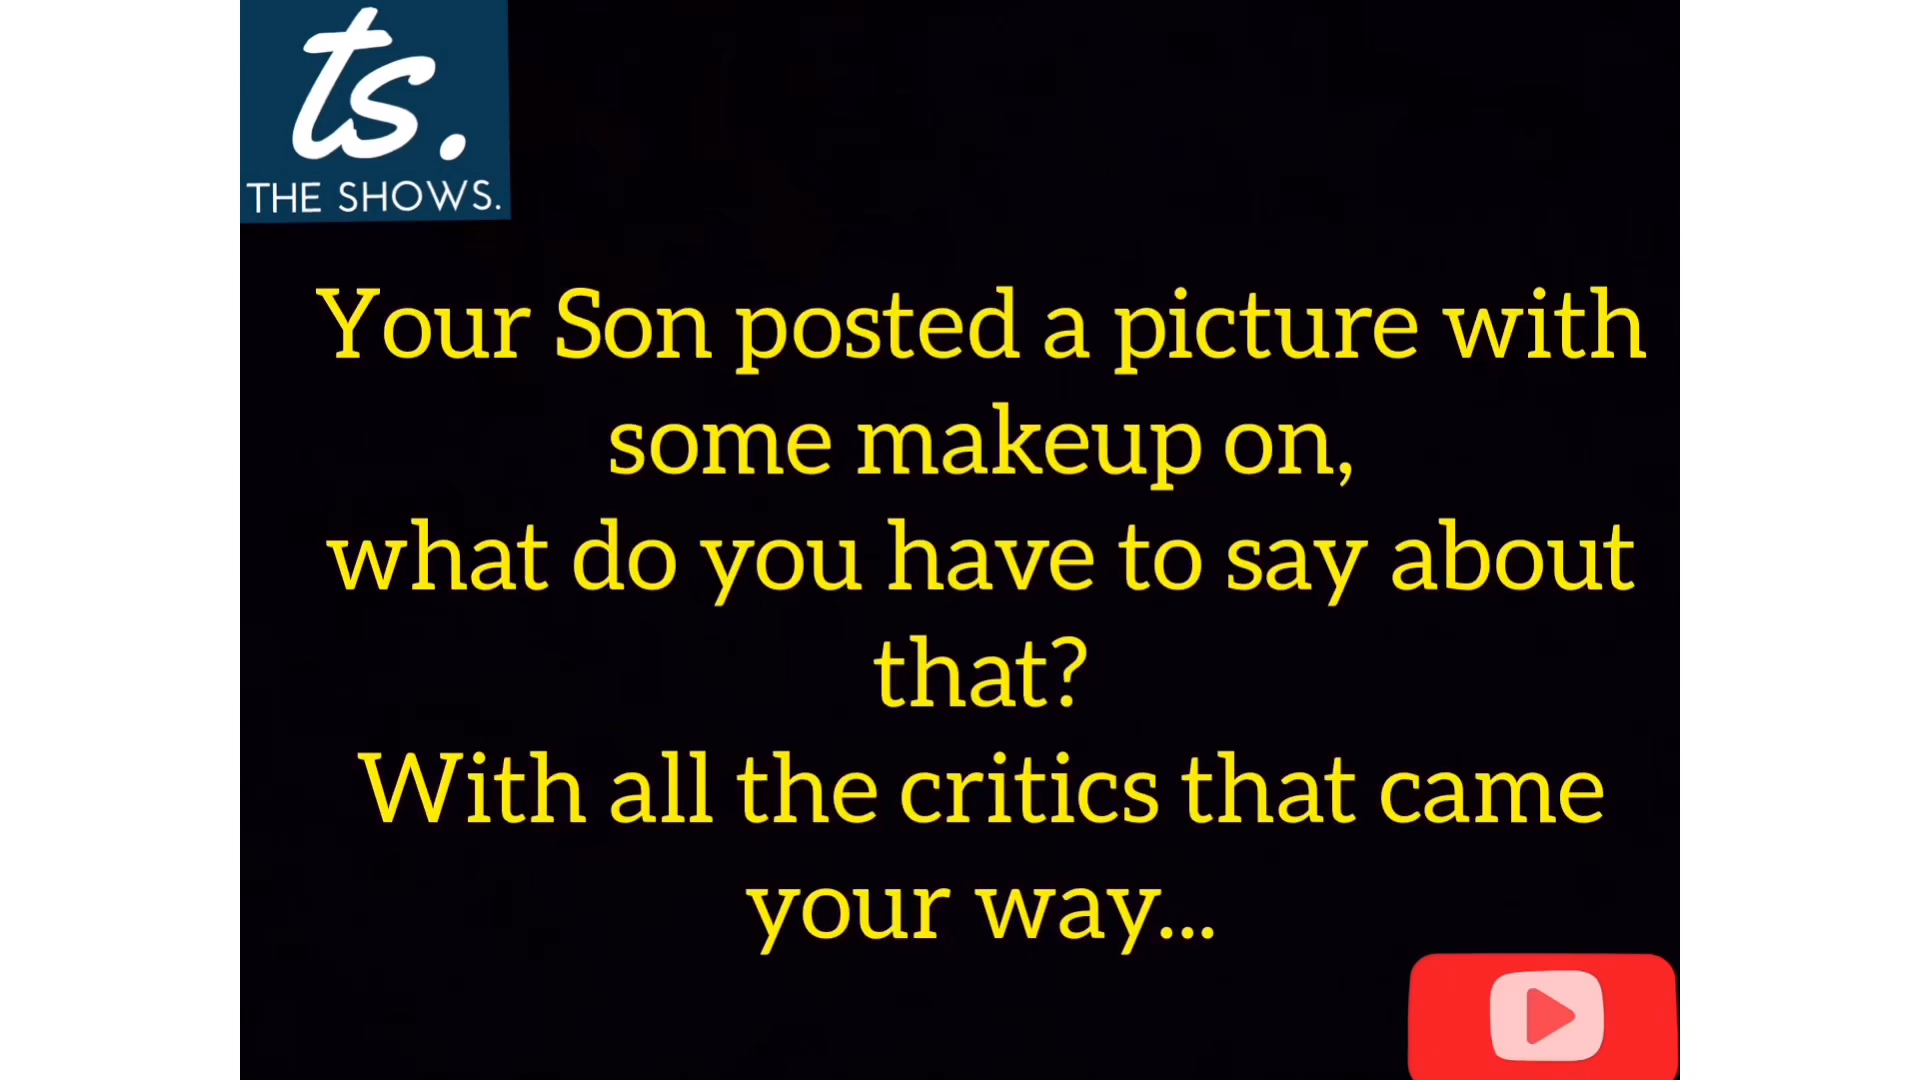 ts.
THE SHOWS.
Your Son posted a picture with
some makeup on,
what do you have to say about
that?
With all the critics that came
your way...